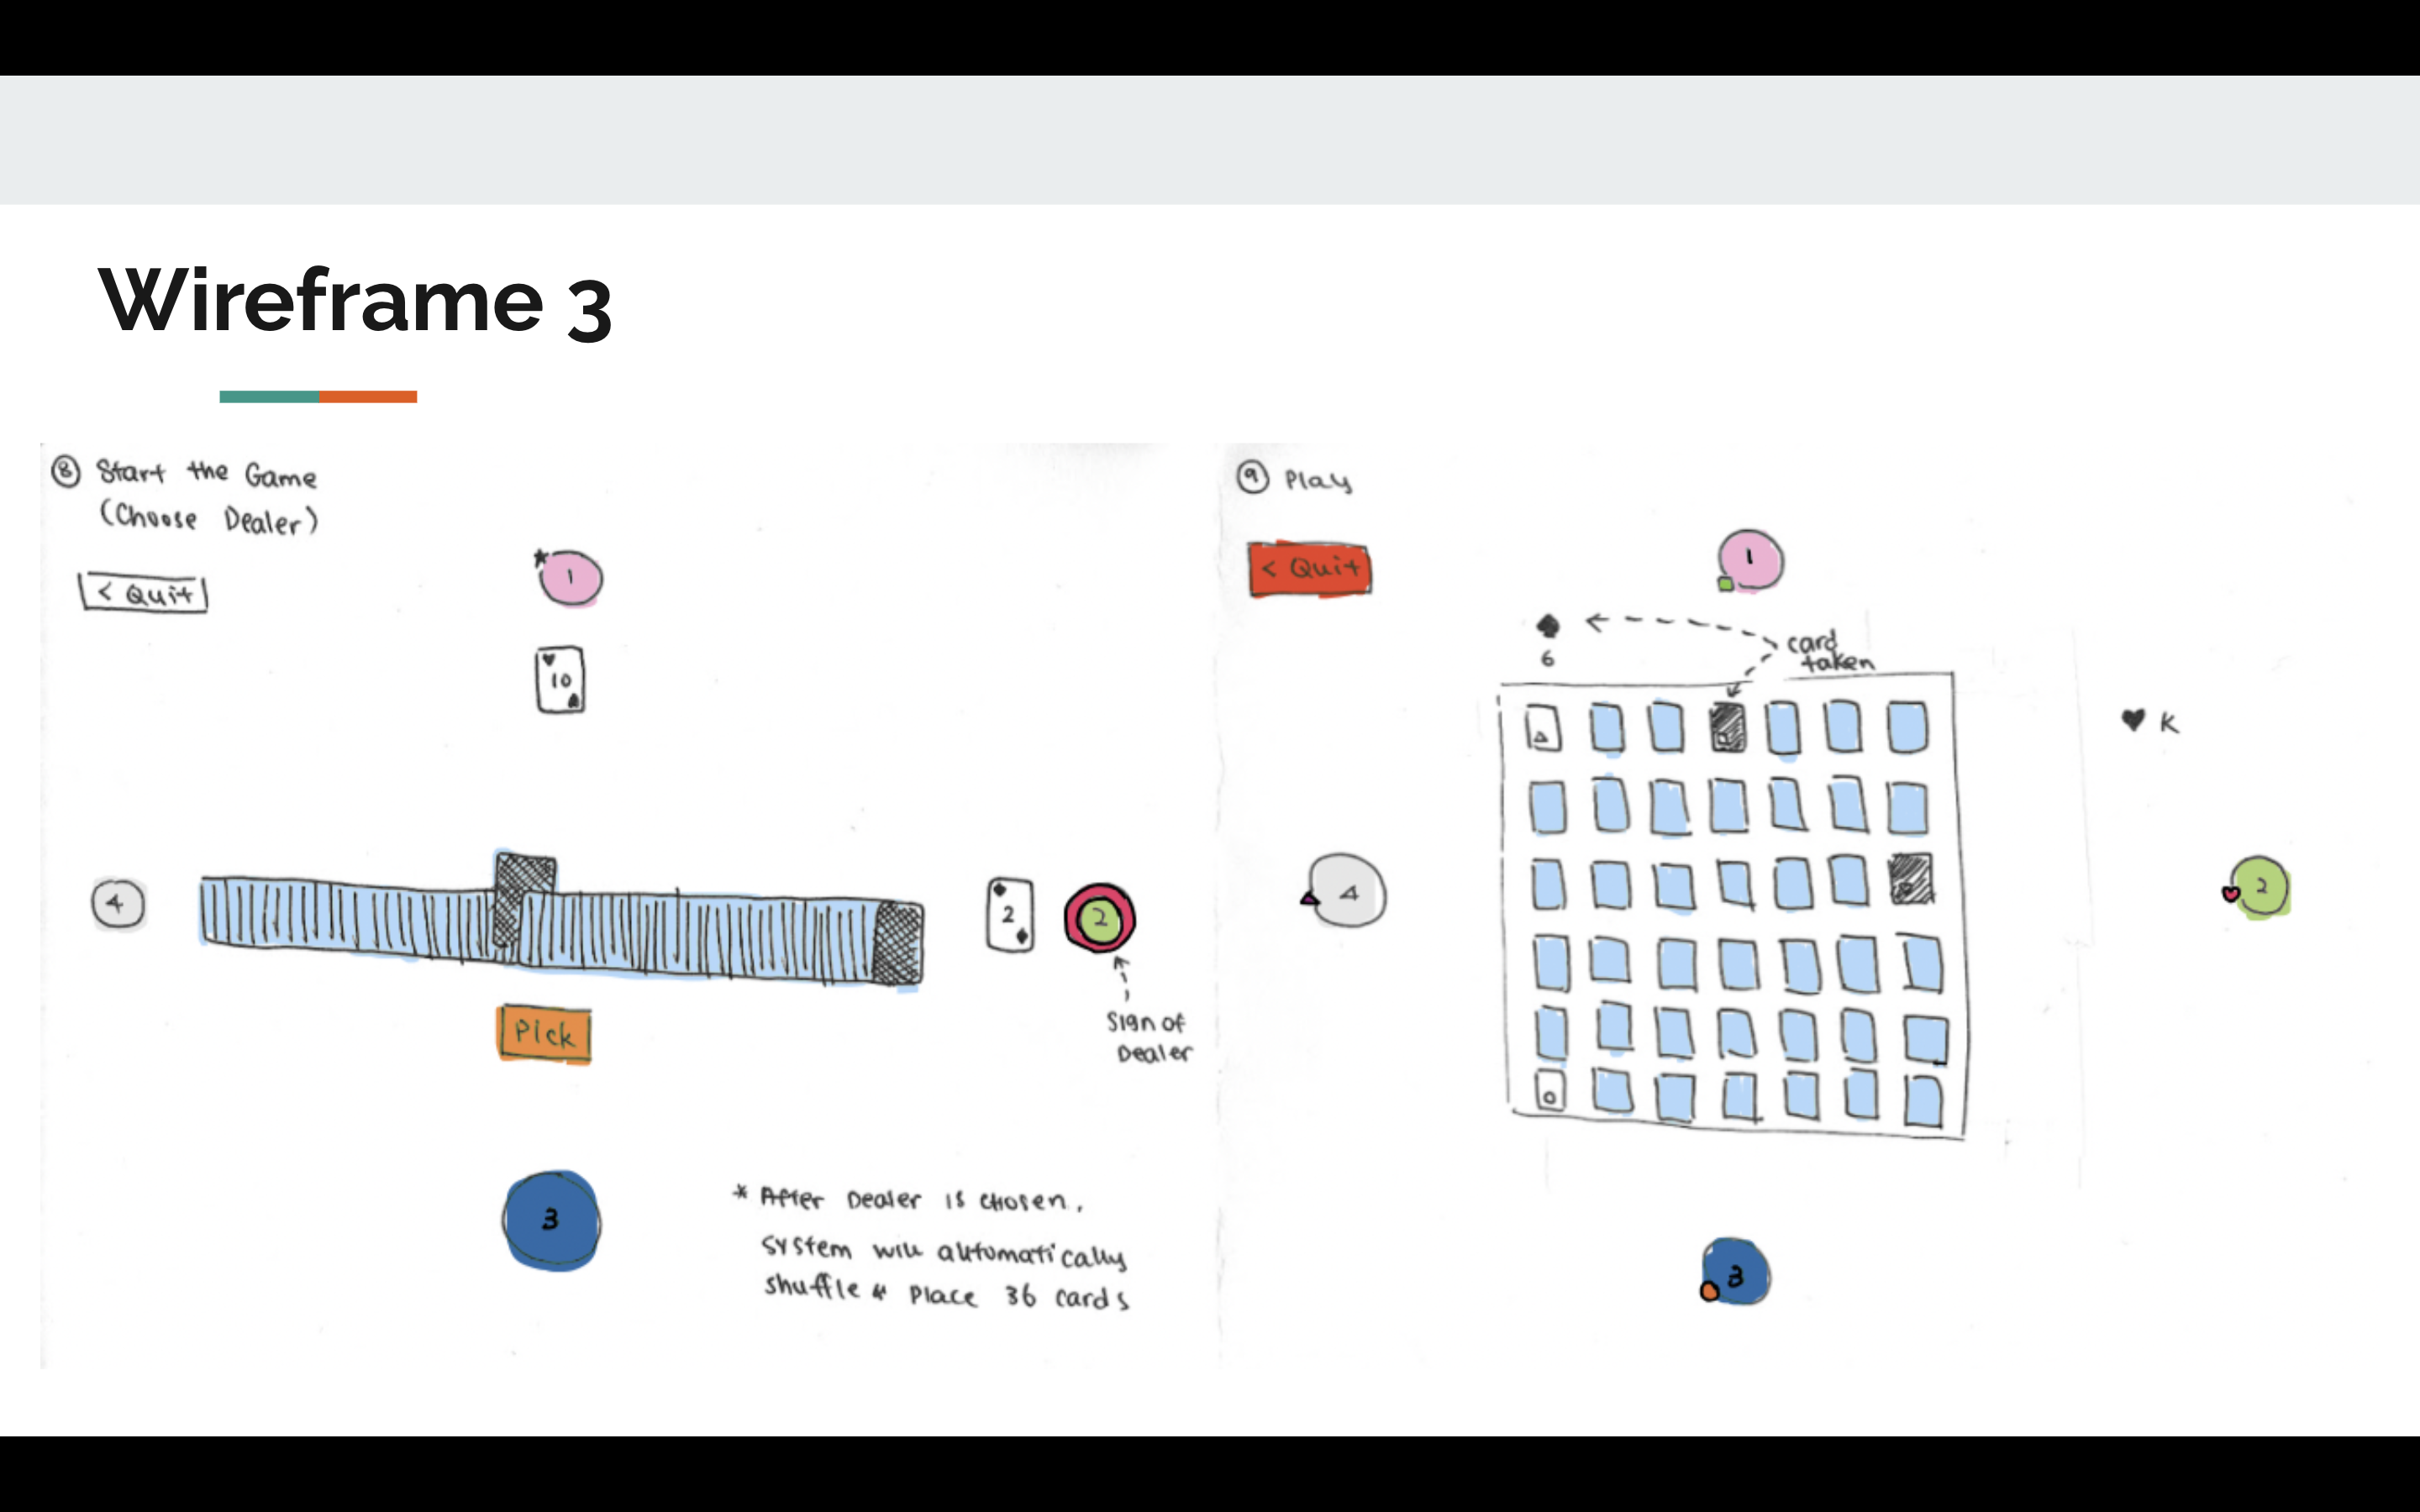 Wireframe 3
⑧ Start the Game
(Choose Dealer)
< Quit
1
♥
10
4
2
2
Pick
Sign of
Dealer
3
* After Dealer is chosen,
system will automatically
shuffle & place 36 cards
⑨ Play
< Quit
1
♠
6
card
taken
♥ K
4
2
3